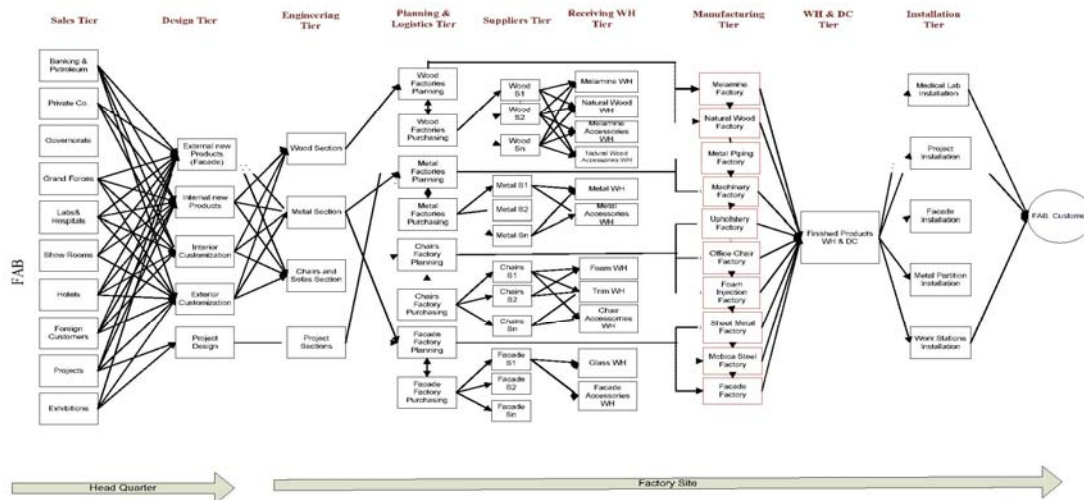 Sales Tier
Design Tier
Engineering
Tier
Planning &
Logistics Tier
Suppliers Tier
Receiving WH
Tier
Manufacturing
Tier
WH & DC
Tier
Installation
Tier
FAB
Banking &
Petroleum
Private Co.
Governorate
Grand Forces
Labs&
Hospitals
Show Rooms
Hotels
Foreign
Customers
Projects
Exhibitions
External new
Products
(Facade)
Internal new
Products
Interior
Customization
Exterior
Customization
Project
Design
Wood Section
Metal Section
Chairs and
Sofas Section
Project
Sections
Wood
Factories
Planning
Wood
Factories
Purchasing
Metal
Factories
Planning
Metal
Factories
Purchasing
Chairs
Factory
Planning
Chairs
Factory
Purchasing
Facade
Factory
Planning
Facade
Factory
Purchasing
Wood
S1
Wood
S2
Wood
Sn
Metal S1
Metal S2
Metal Sn
Chairs
S1
Chairs
S2
Chairs
Sn
Facade
S1
Facade
S2
Facade
Sn
Melamine WH
Natural Wood
WH
Melamine
Accessories
WH
Natural Wood
Accessories WH
Metal WH
Metal
Accessories
WH
Foam WH
Trim WH
Chair
Accessories
WH
Glass WH
Facade
Accessories
WH
Melamine
Factory
Natural Wood
Factory
Metal Piping
Factory
Machinary
Factory
Upholstery
Factory
Office Chair
Factory
Foam
Injection
Factory
Sheet Metal
Factory
Mobica Steel
Factory
Facade
Factory
Finished Products
WH & DC
Medical Lab
Installation
Project
Installation
Facade
Installation
Metal Partition
Installation
Work Stations
Installation
FAB Custome
Head Quarter
Factory Site